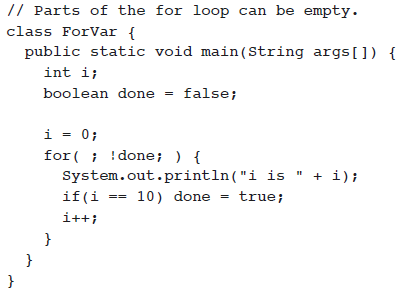 // Parts of the for loop can be empty.
class ForVar {
  public static void main(String args[]) {
    int i;
    boolean done = false;

    i = 0;
    for( ; !done; ) {
      System.out.println("i is " + i);
      if(i == 10) done = true;
      i++;
    }
  }
}